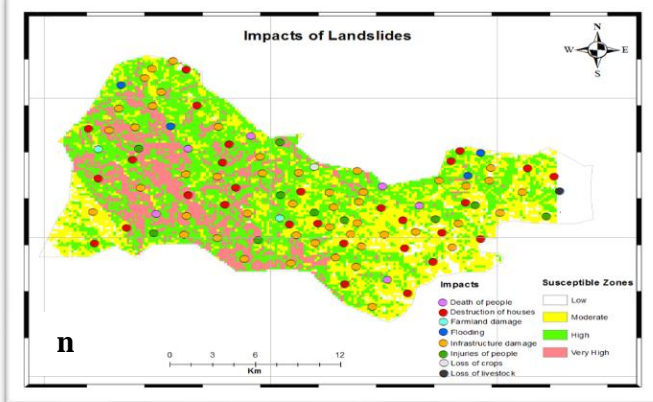 Impacts of Landslides
N
W E
S
n
0 3 6 12
Km
Impacts
Death of people
Destruction of houses
Farmland damage
Flooding
Infrastructure damage
Injuries of people
Loss of crops
Loss of livestock
Susceptible Zones
Low
Moderate
High
Very High